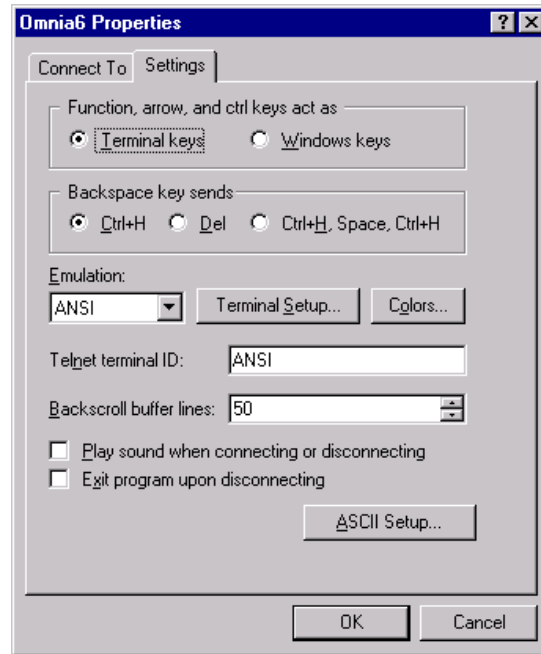 Omnia6 Properties
Connect To Settings
Function, arrow, and ctrl keys act as
Terminal keys Windows keys
Backspace key sends
Ctrl+H Del Ctrl+H, Space, Ctrl+H
Emulation:
ANSI Terminal Setup... Colors...
Telnet terminal ID: ANSI
Backscroll buffer lines: 50
Play sound when connecting or disconnecting
Exit program upon disconnecting
ASCII Setup...
OK Cancel